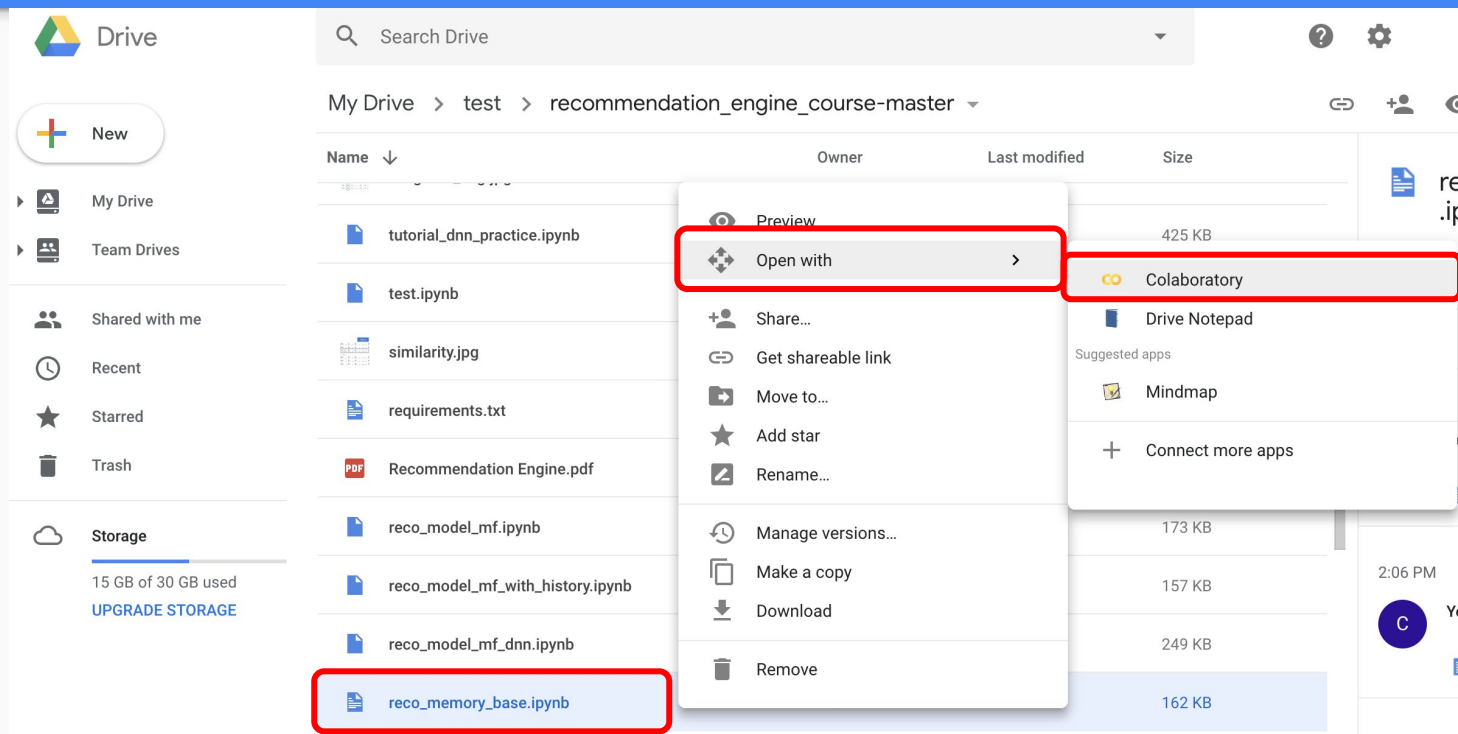 Drive
Search Drive
My Drive > test > recommendation_engine_course-master
New
Name
Owner
Last modified
Size
My Drive
Team Drives
Shared with me
Recent
Starred
Trash
Storage
15 GB of 30 GB used
UPGRADE STORAGE
tutorial_dnn_practice.ipynb
425 KB
test.ipynb
similarity.jpg
requirements.txt
PDF
Recommendation Engine.pdf
reco_model_mf.ipynb
173 KB
reco_model_mf_with_history.ipynb
157 KB
reco_model_mf_dnn.ipynb
249 KB
reco_memory_base.ipynb
162 KB
Preview
Open with
Share...
Get shareable link
Move to...
Add star
Rename...
Manage versions...
Make a copy
Download
Remove
Colaboratory
Drive Notepad
Suggested apps
Mindmap
Connect more apps
2:06 PM
C